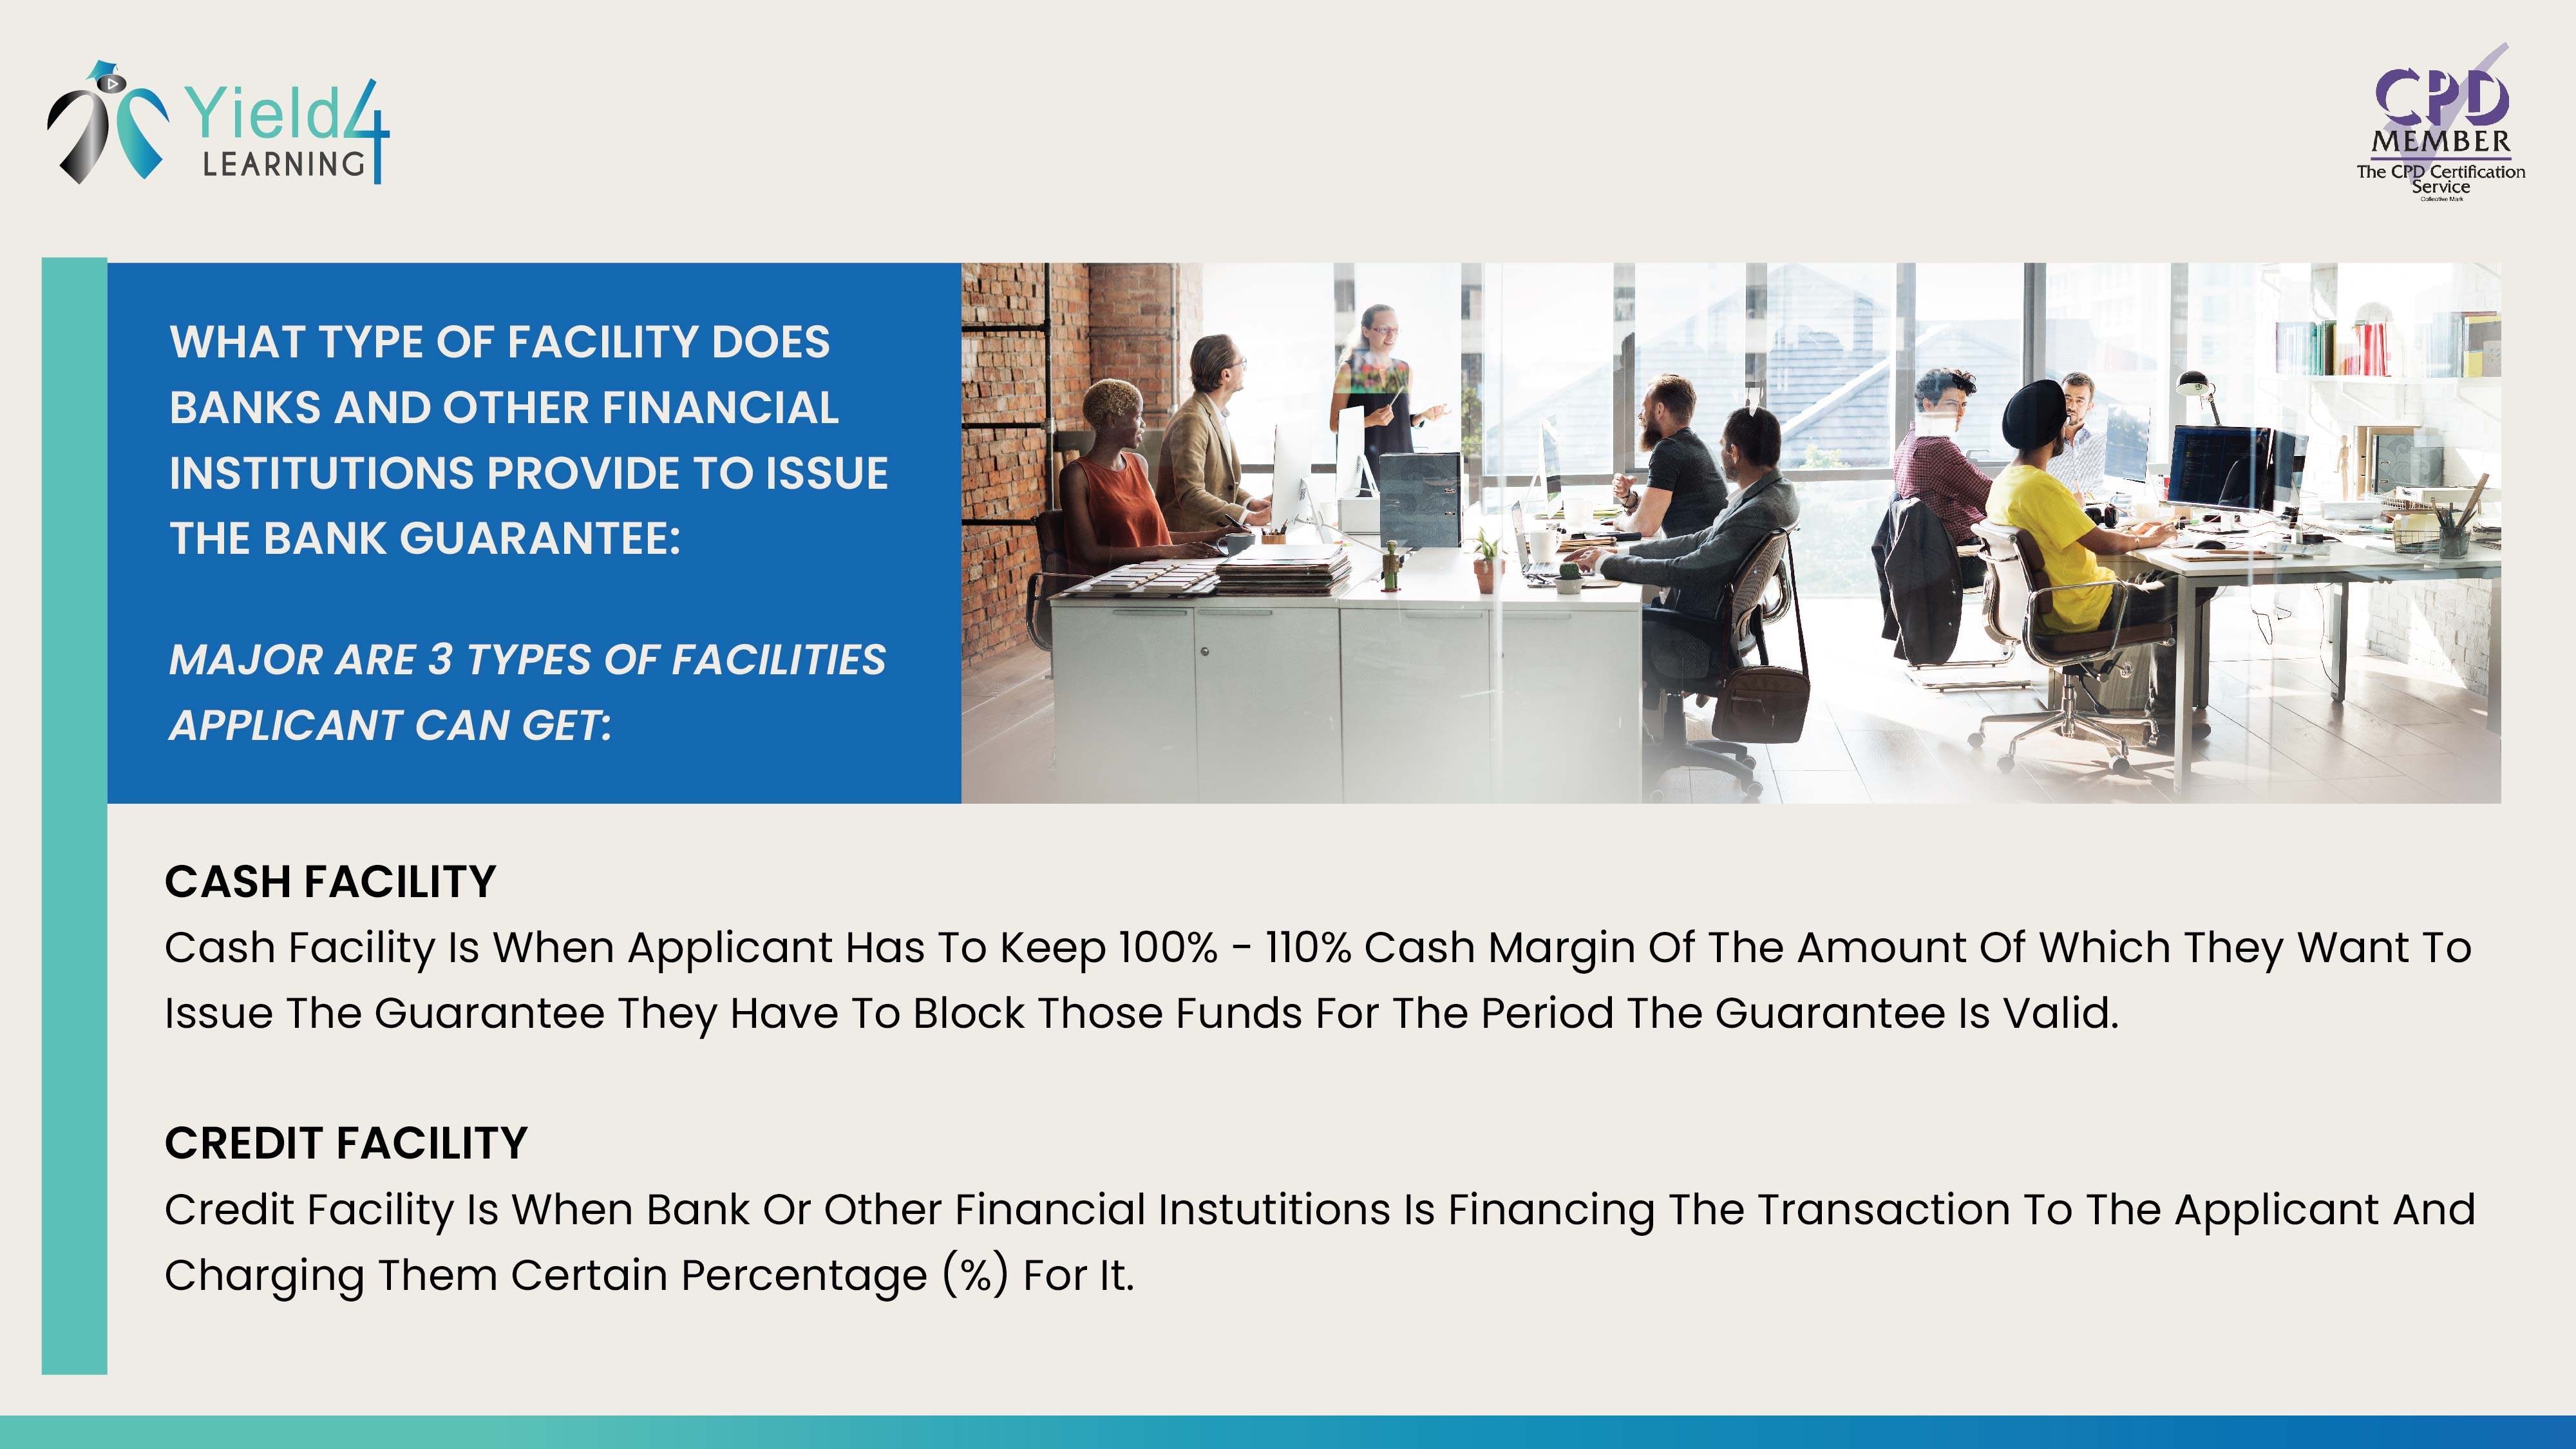 Yield4
LEARNING
CPD
MEMBER
The CPD Certification
Service
Collective Mark
WHAT TYPE OF FACILITY DOES
BANKS AND OTHER FINANCIAL
INSTITUTIONS PROVIDE TO ISSUE
THE BANK GUARANTEE:
MAJOR ARE 3 TYPES OF FACILITIES
APPLICANT CAN GET:
CASH FACILITY
Cash Facility Is When Applicant Has To Keep 100% - 110% Cash Margin Of The Amount Of Which They Want To
Issue The Guarantee They Have To Block Those Funds For The Period The Guarantee Is Valid.
CREDIT FACILITY
Credit Facility Is When Bank Or Other Financial Instutitions Is Financing The Transaction To The Applicant And
Charging Them Certain Percentage (%) For It.